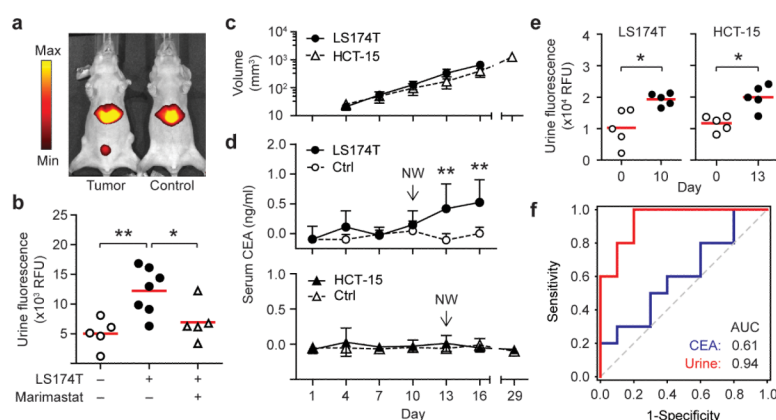 a
Max
Min
Tumor Control
b
Urine fluorescence
(x10³ RFU)
25
20
15
10
5
** *
LS174T – + +
Marimastat – – +
c
Volume
(mm³)
10⁴
10³
10²
10
LS174T
HCT-15
d
Serum CEA (ng/ml)
2.0
1.0
0.0
LS174T
Ctrl
NW ** **
2.0
1.0
0.0
HCT-15
Ctrl
NW
1 4 7 10 13 16 29
Day
e
LS174T HCT-15
Urine fluorescence
(x10⁴ RFU)
4
3
2
1
0
* *
0 10 0 13
Day
f
Sensitivity
1.0
0.8
0.6
0.4
0.2
0.0
AUC
CEA: 0.61
Urine: 0.94
0.0 0.2 0.4 0.6 0.8 1.0
1-Specificity